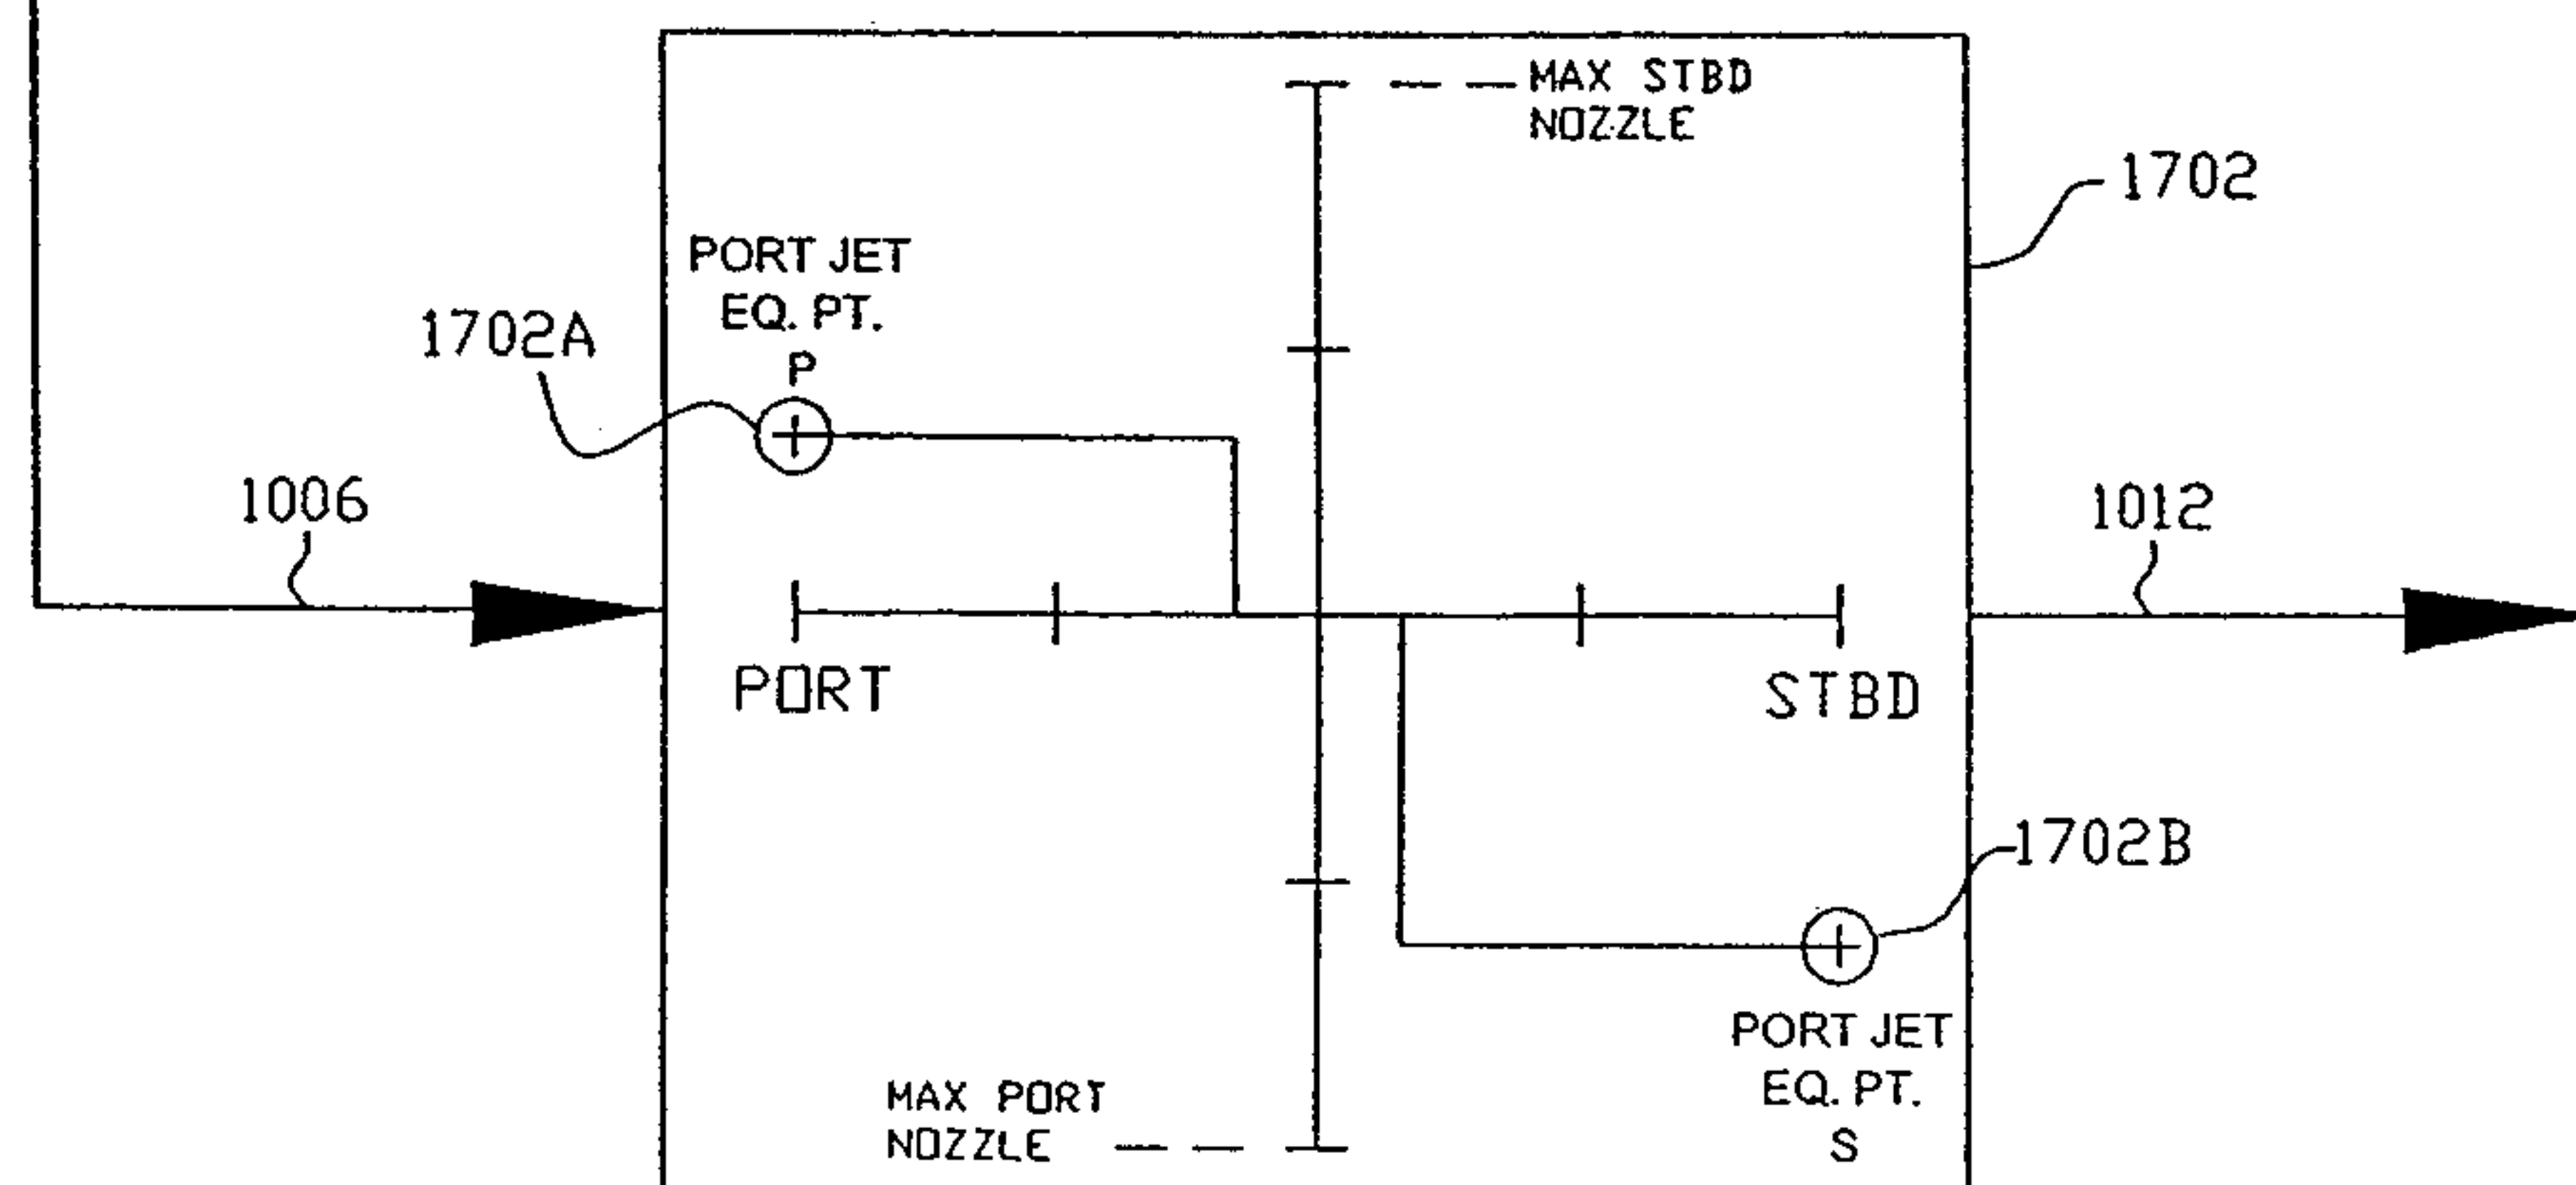 MAX STBD
NOZZLE
1702
PORT JET
EQ. PT.
P
1702A
1006
1012
PORT
STBD
1702B
PORT JET
EQ. PT.
S
MAX PORT
NOZZLE